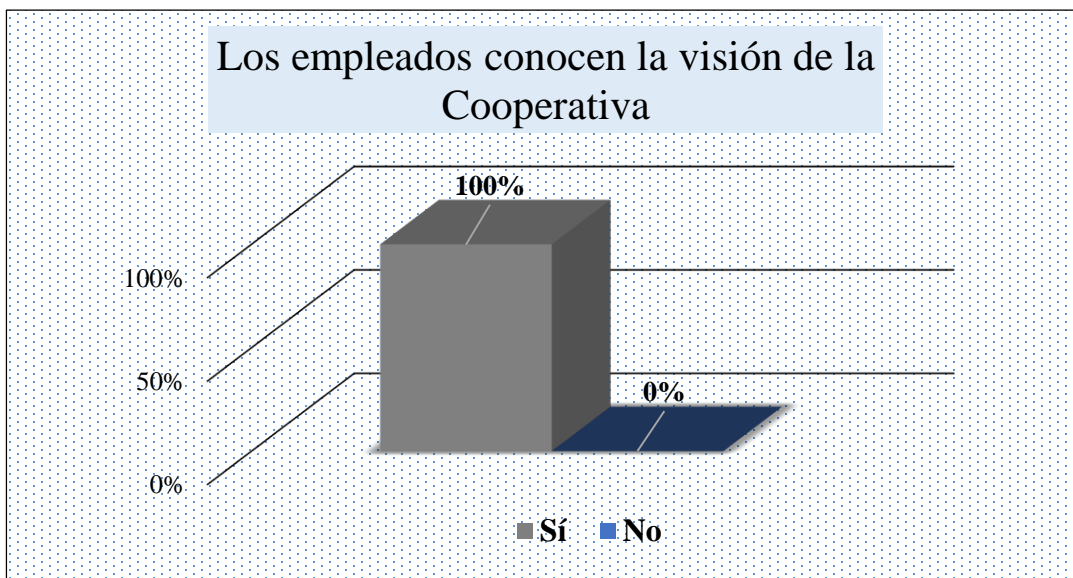 Los empleados conocen la visión de la
Cooperativa
100%
100%
50%
0%
0%
Sí No